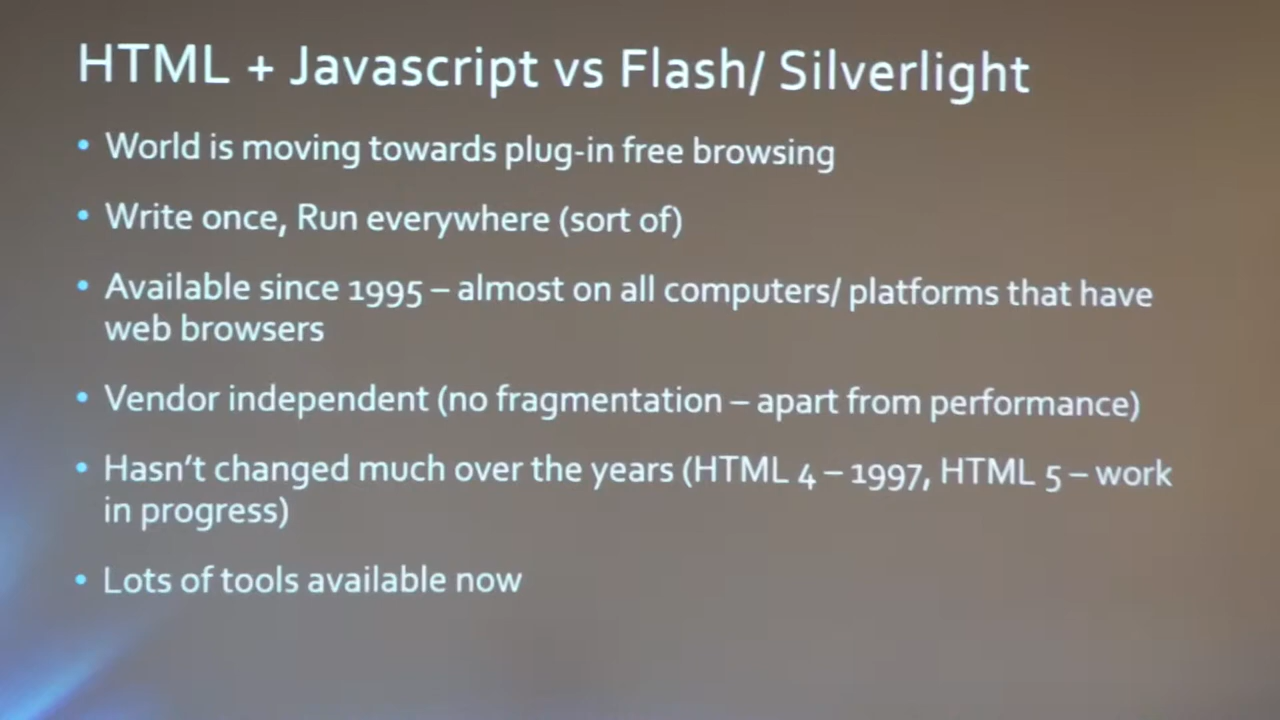 HTML + Javascript vs Flash/ Silverlight
• World is moving towards plug-in free browsing
• Write once, Run everywhere (sort of)
• Available since 1995 – almost on all computers/ platforms that have
web browsers
• Vendor independent (no fragmentation – apart from performance)
• Hasn't changed much over the years (HTML 4 – 1997, HTML 5 – work
in progress)
• Lots of tools available now